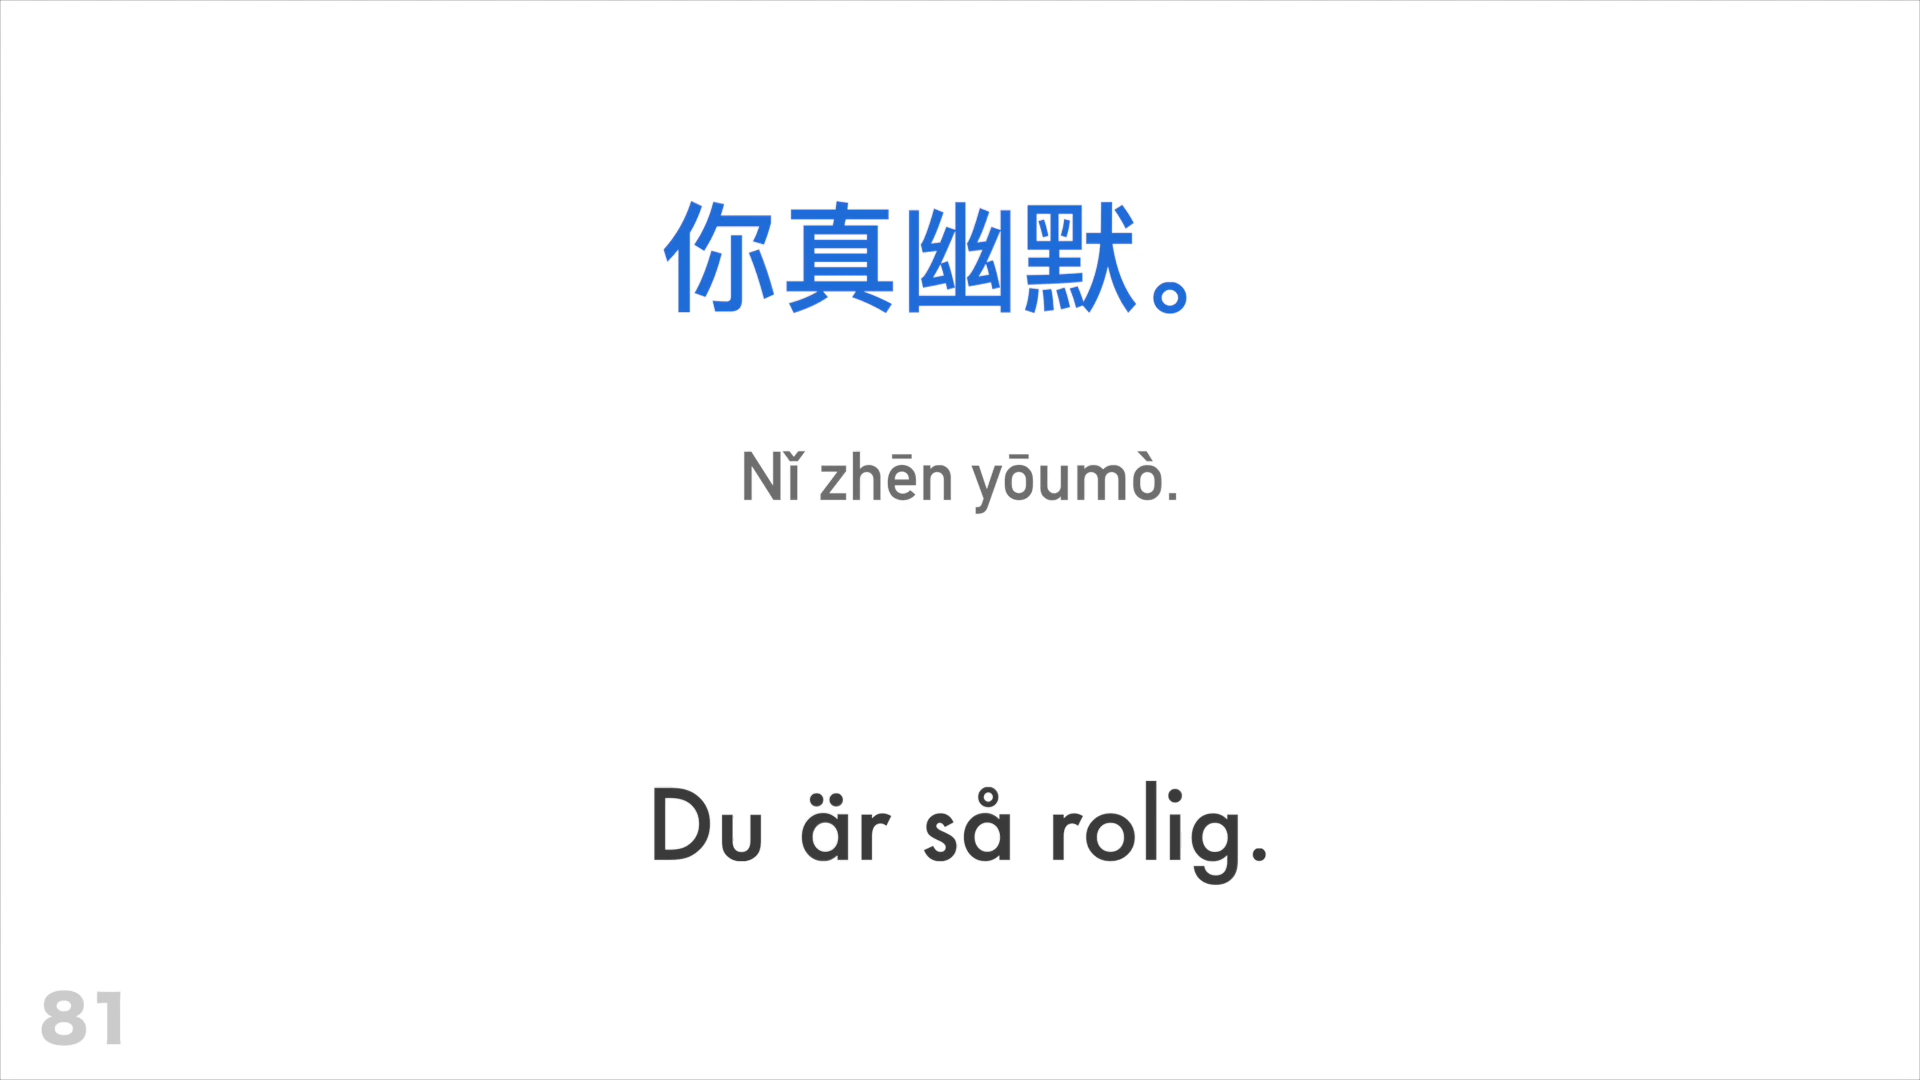 你真幽默。
Nǐ zhēn yōumò.
Du är så rolig.
81